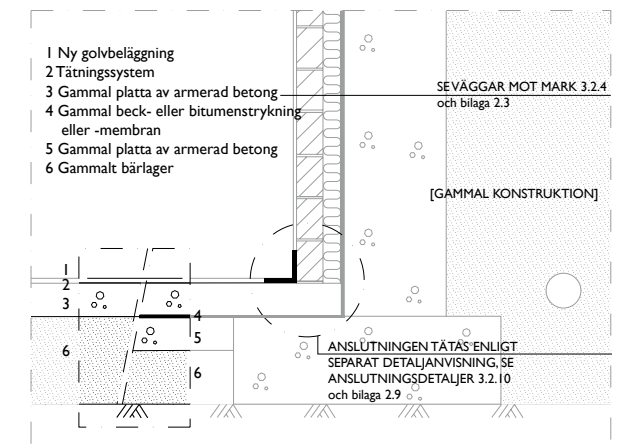 1 Ny golvbeläggning
2 Tätningssystem
3 Gammal platta av armerad betong
4 Gammal beck- eller bitumenstrykning
eller -membran
5 Gammal platta av armerad betong
6 Gammalt bärlager
SE VÄGGAR MOT MARK 3.2.4
och bilaga 2.3
[GAMMAL KONSTRUKTION]
1
2
3
4
5
6
6
ANSLUTNINGEN TÄTAS ENLIGT
SEPARAT DETALJANVISNING, SE
ANSLUTNINGSDETALJER 3.2.10
och bilaga 2.9